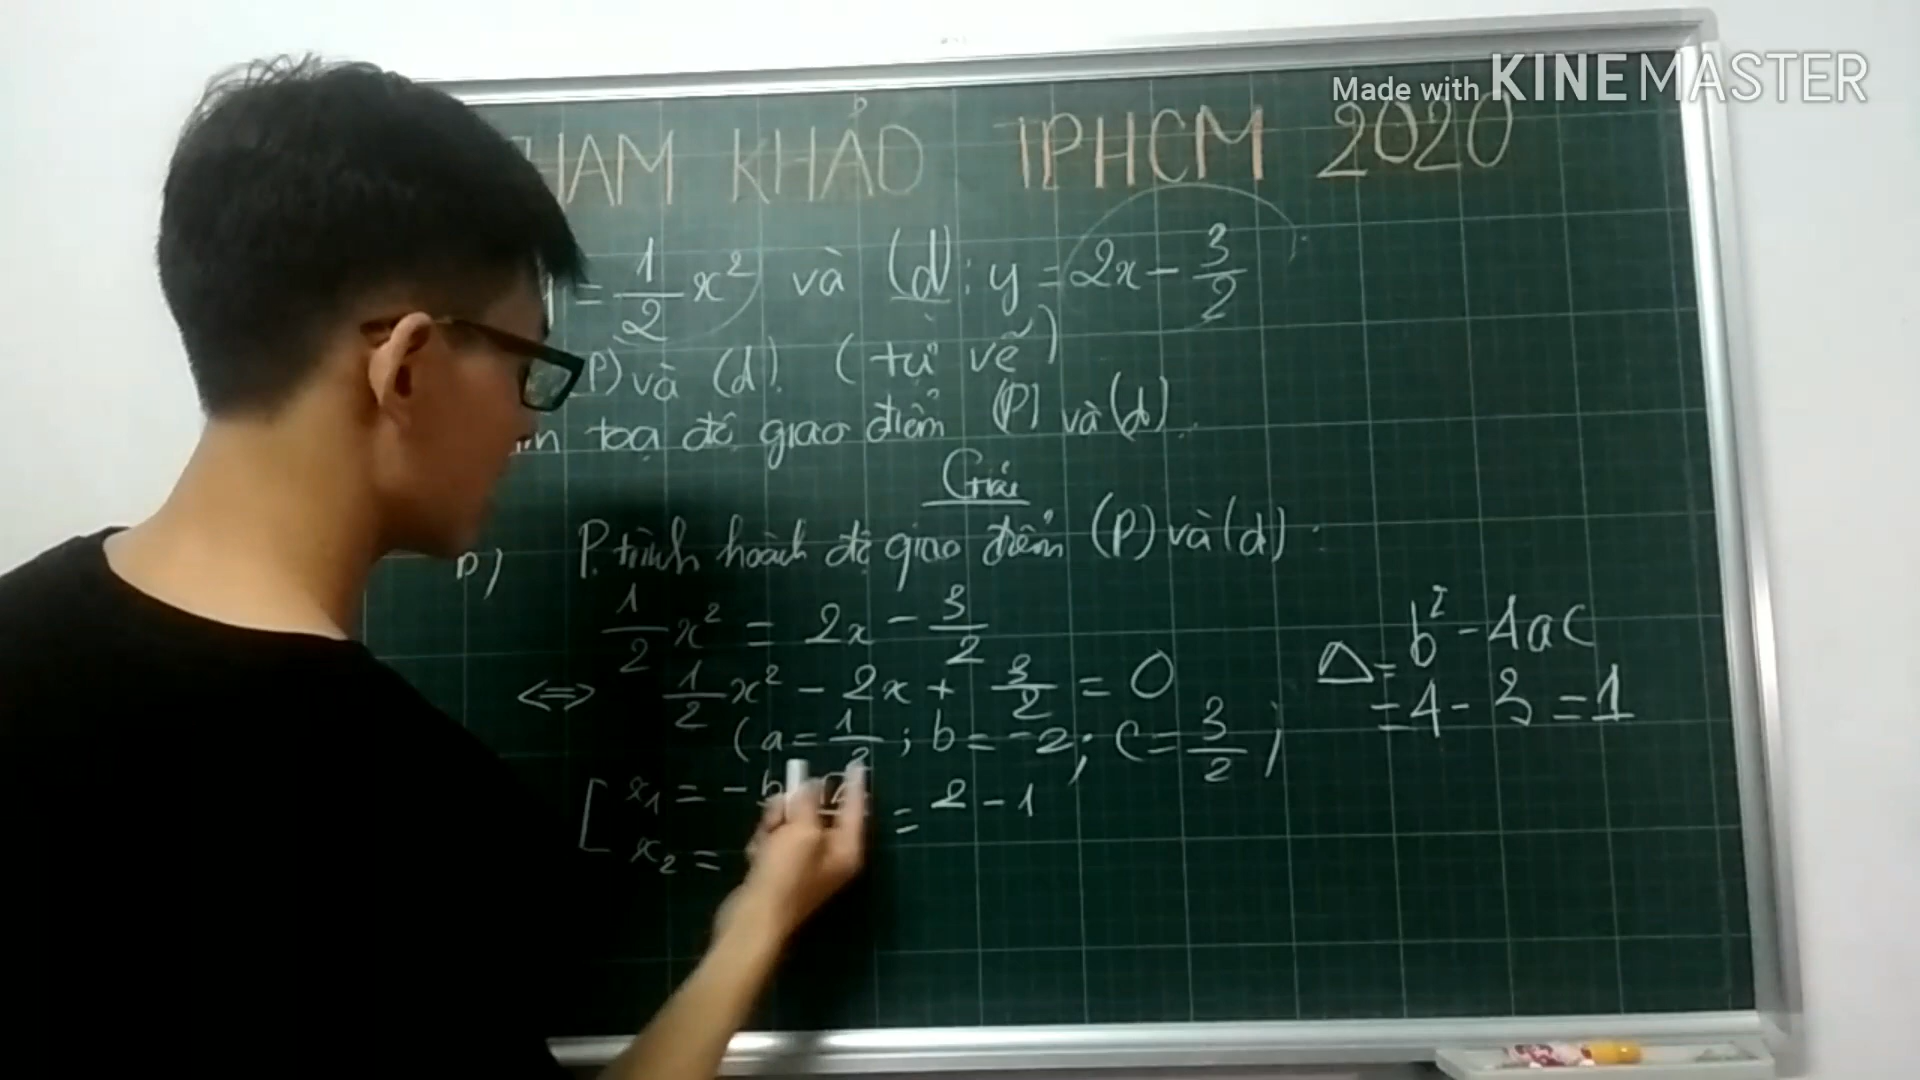 Made with KINEMASTER
THAM KHẢO TPHCM 2020
y = 1/2 x² và (d): y = 2x - 3/2
(P) và (d). (tự vẽ)
toạ độ giao điểm (P) và (d).
Giải
b) P.trình hoành độ giao điểm (P) và (d).
1/2 x² = 2x - 3/2
<=> 1/2 x² - 2x + 3/2 = 0
(a = 1/2; b = -2; c = 3/2)
Δ = b² - 4ac
= 4 - 3 = 1
x₁ = -b = 2 - 1
x₂ =